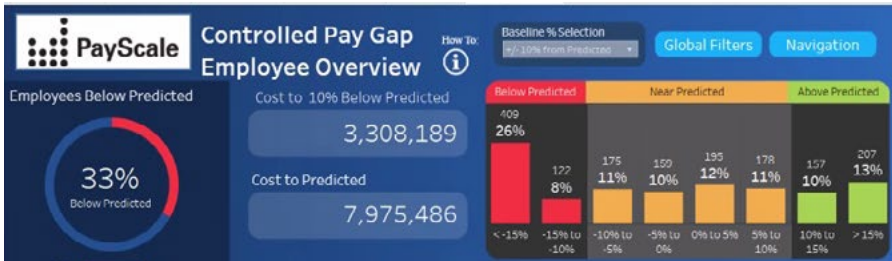 PayScale
Controlled Pay Gap
Employee Overview
How To:
i
Baseline % Selection
+/- 10% from Predicted
Global Filters
Navigation
Employees Below Predicted
33%
Below Predicted
Cost to 10% Below Predicted
3,308,189
Cost to Predicted
7,975,486
Below Predicted
Near Predicted
Above Predicted
409
26%
122
8%
175
11%
159
10%
195
12%
178
11%
157
10%
207
13%
<-15%
-15% to
-10%
-10% to
-5%
-5% to
0%
0% to 5%
5% to
10%
10% to
15%
>15%